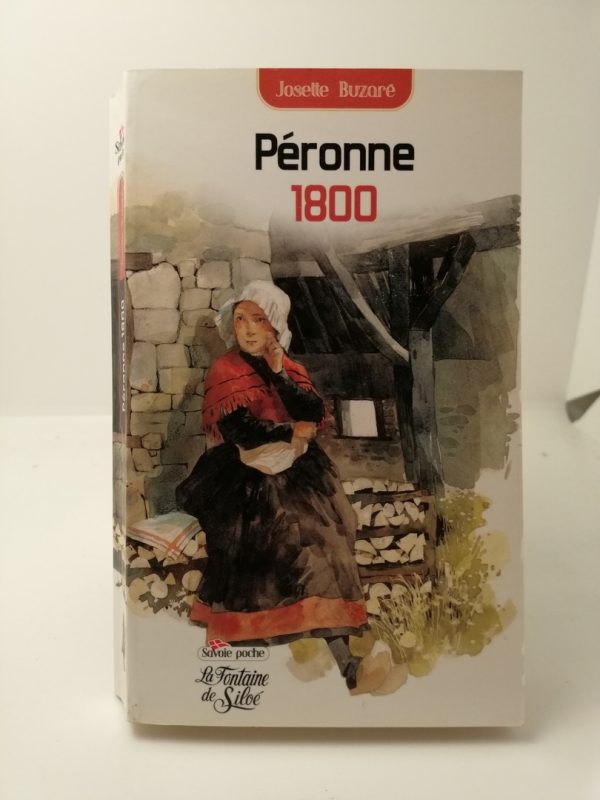 Josette Buzaré
Péronne
1800
Péronne 1800
Savoie poche
La Fontaine
de Siloé